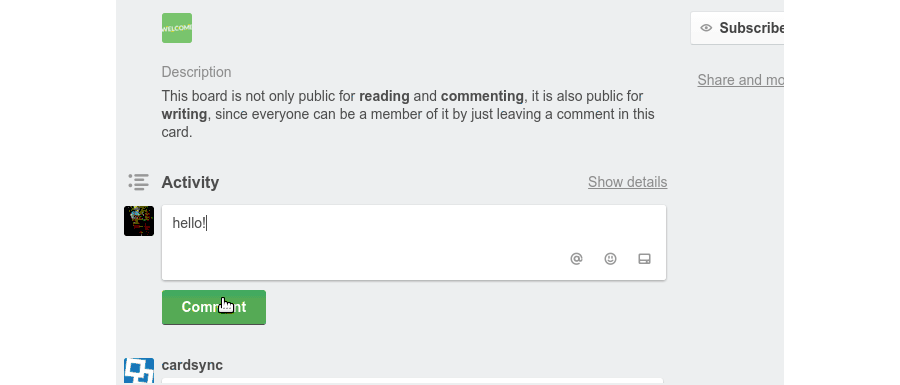 WELCOME
Subscribe
Description
Share and mo
This board is not only public for reading and commenting, it is also public for
writing, since everyone can be a member of it by just leaving a comment in this
card.
Activity
Show details
hello!
@
Comment
cardsync